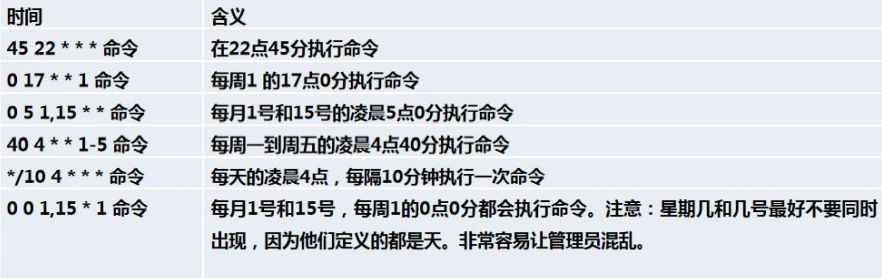 时间 含义
45 22 * * * 命令 在22点45分执行命令
0 17 * * 1 命令 每周1 的17点0分执行命令
0 5 1,15 * * 命令 每月1号和15号的凌晨5点0分执行命令
40 4 * * 1-5 命令 每周一到周五的凌晨4点40分执行命令
*/10 4 * * * 命令 每天的凌晨4点，每隔10分钟执行一次命令
0 0 1,15 * 1 命令 每月1号和15号，每周1的0点0分都会执行命令。注意：星期几和几号最好不要同时
出现，因为他们定义的都是天。非常容易让管理员混乱。